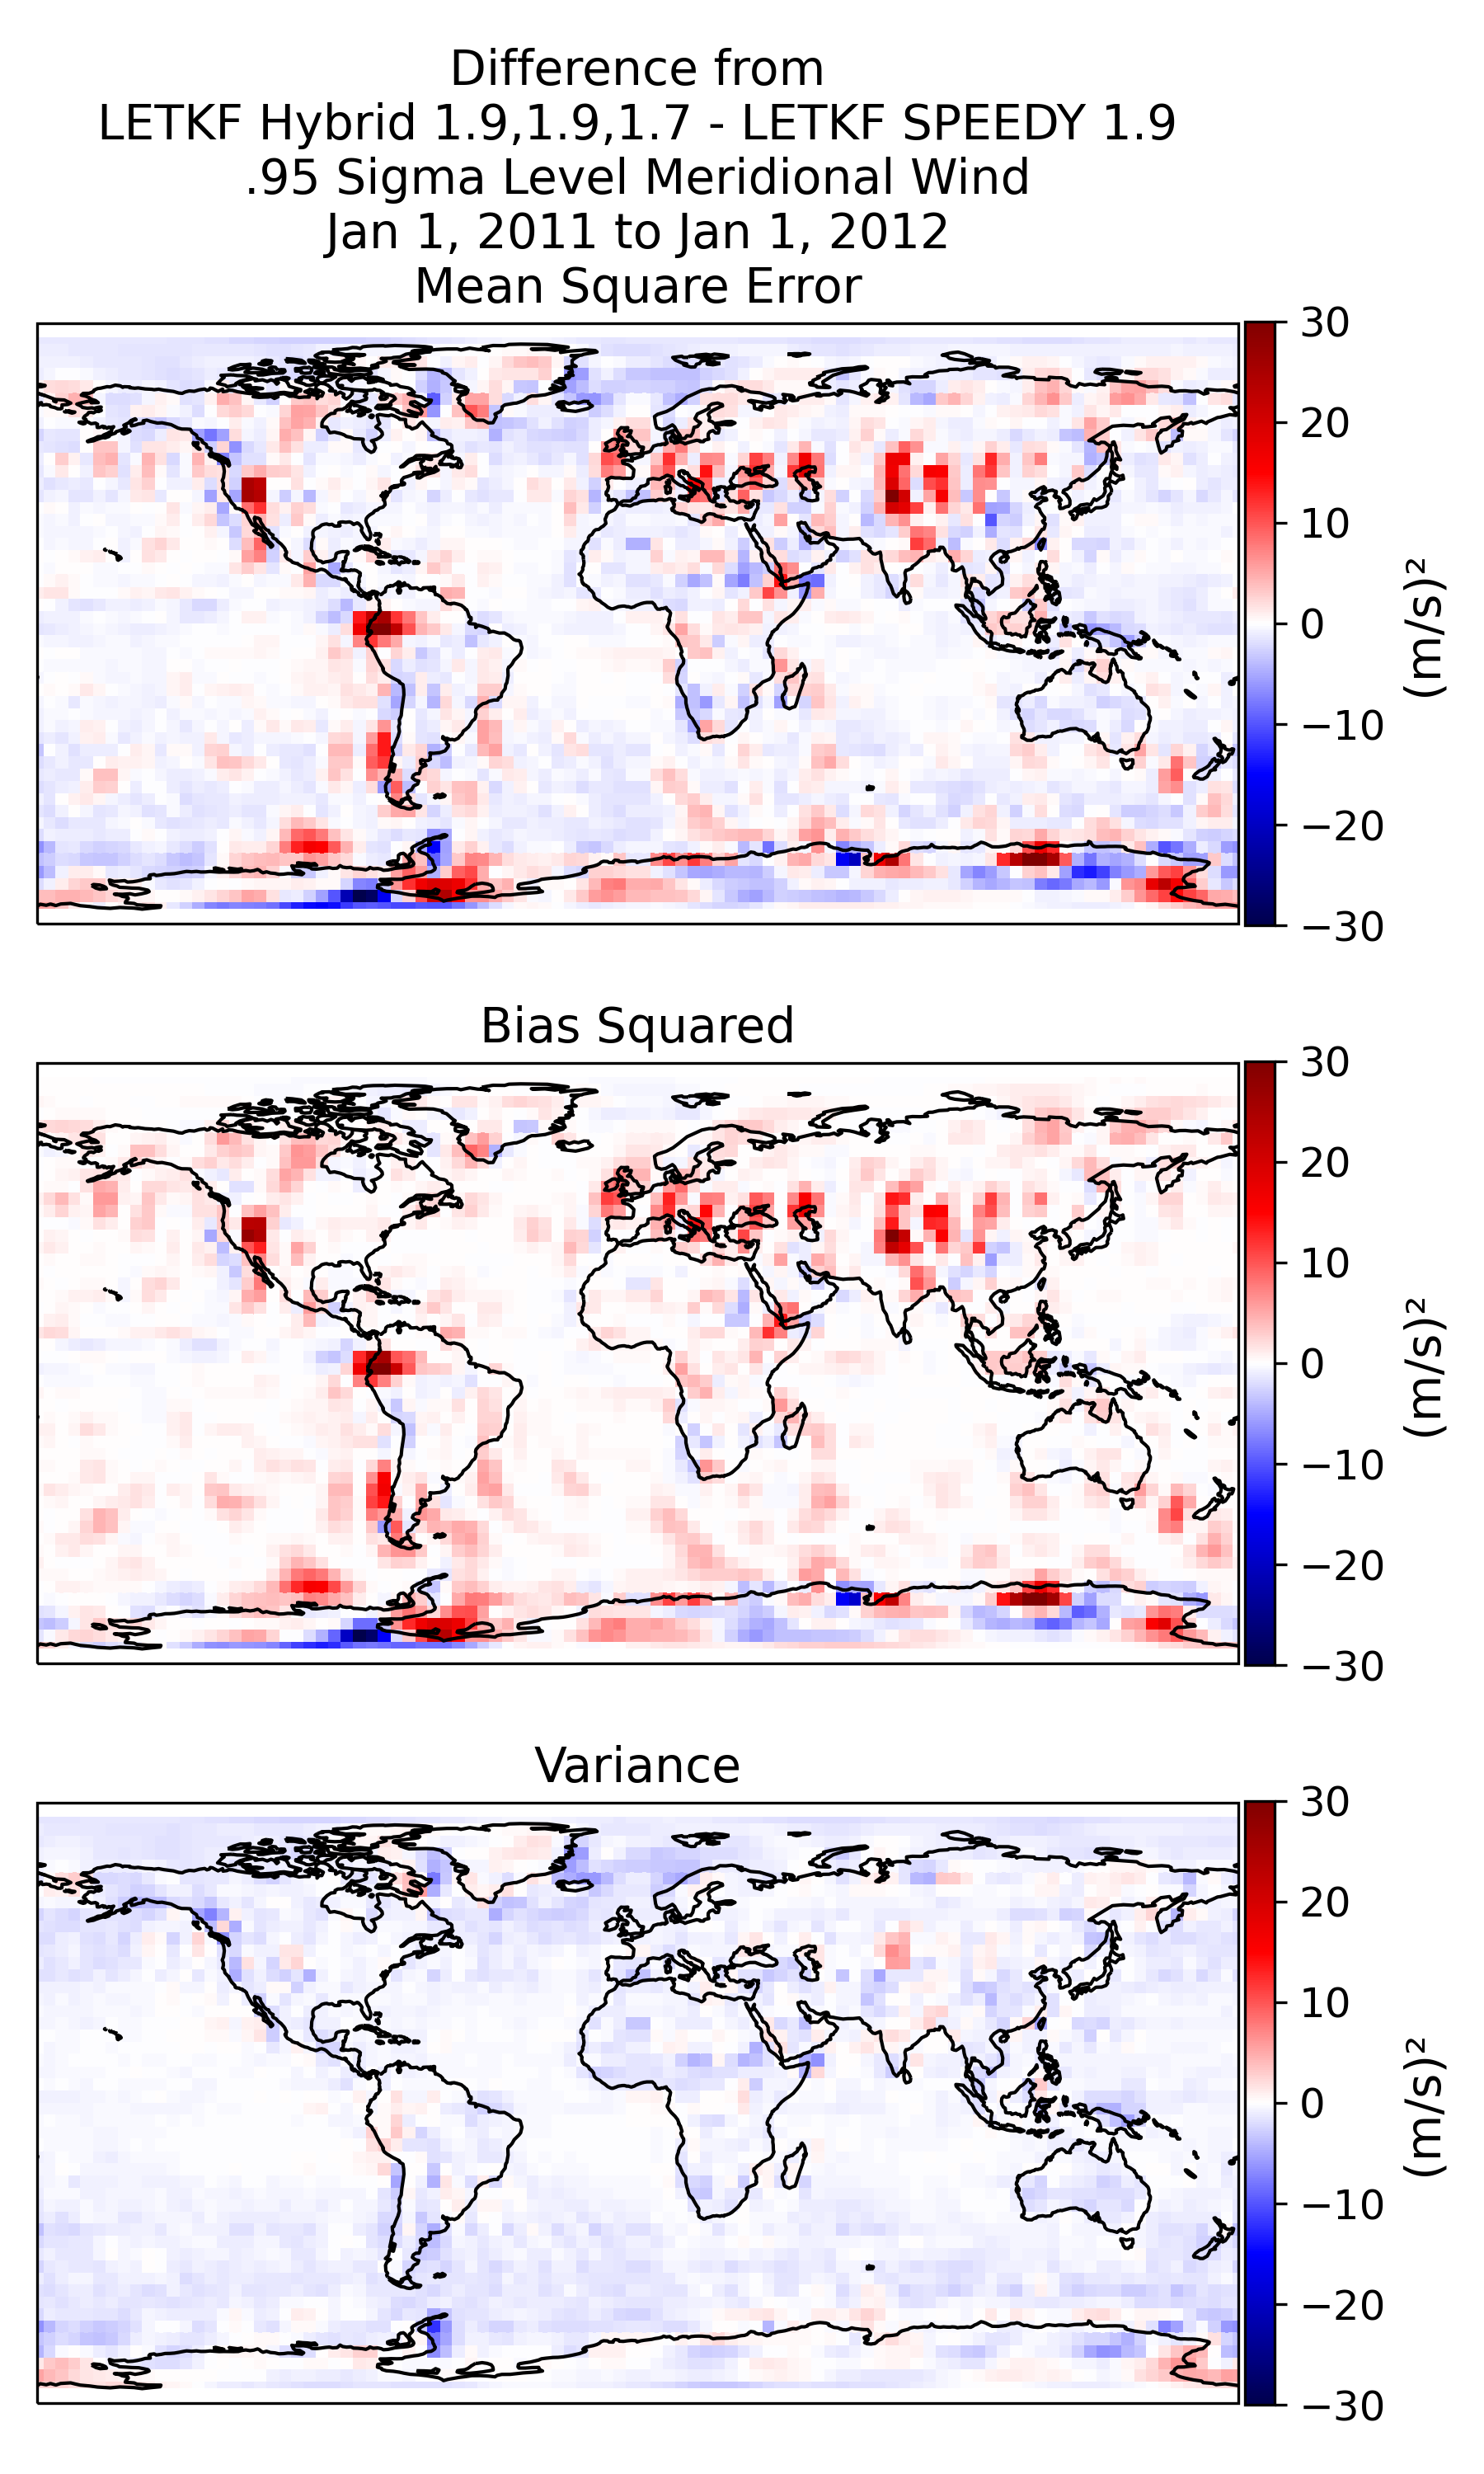 Difference from
LETKF Hybrid 1.9,1.9,1.7 - LETKF SPEEDY 1.9
.95 Sigma Level Meridional Wind
Jan 1, 2011 to Jan 1, 2012
Mean Square Error
30
20
10
0
−10
−20
−30
(m/s)²
Bias Squared
30
20
10
0
−10
−20
−30
(m/s)²
Variance
30
20
10
0
−10
−20
−30
(m/s)²